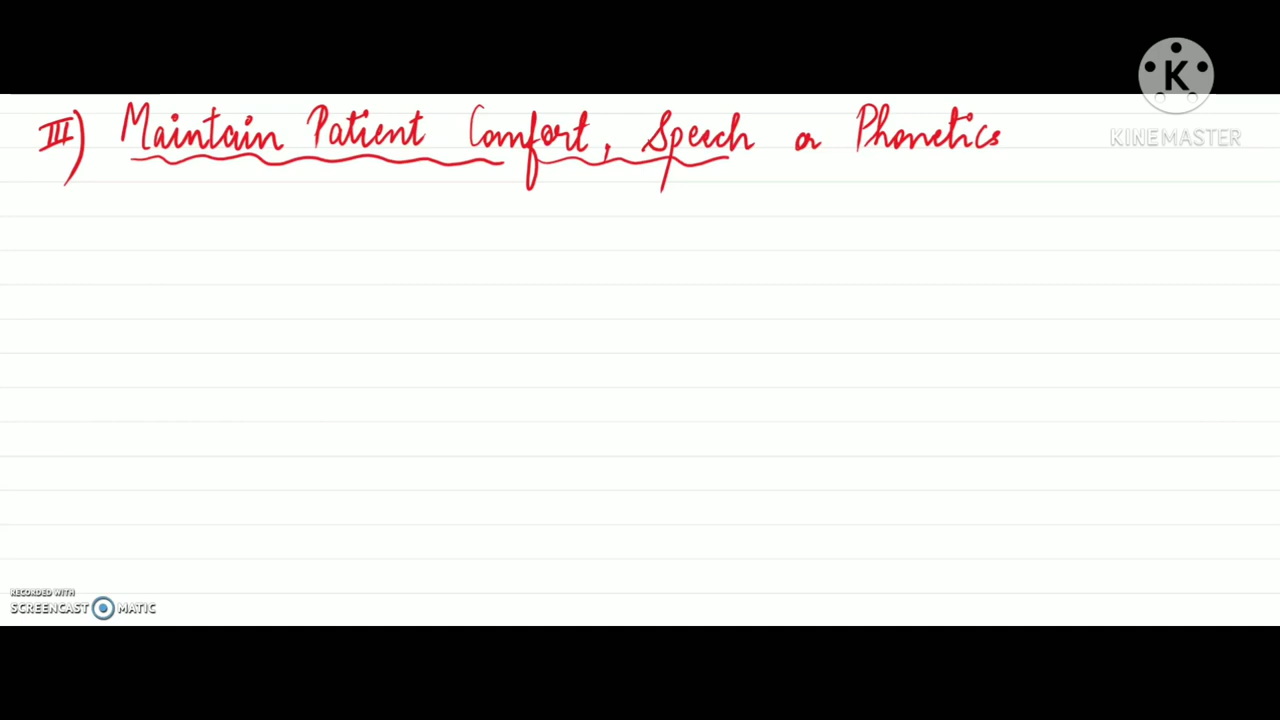 K
KINEMASTER
III) Maintain Patient Comfort, Speech or Phonetics
RECORDED WITH
SCREENCAST MATIC